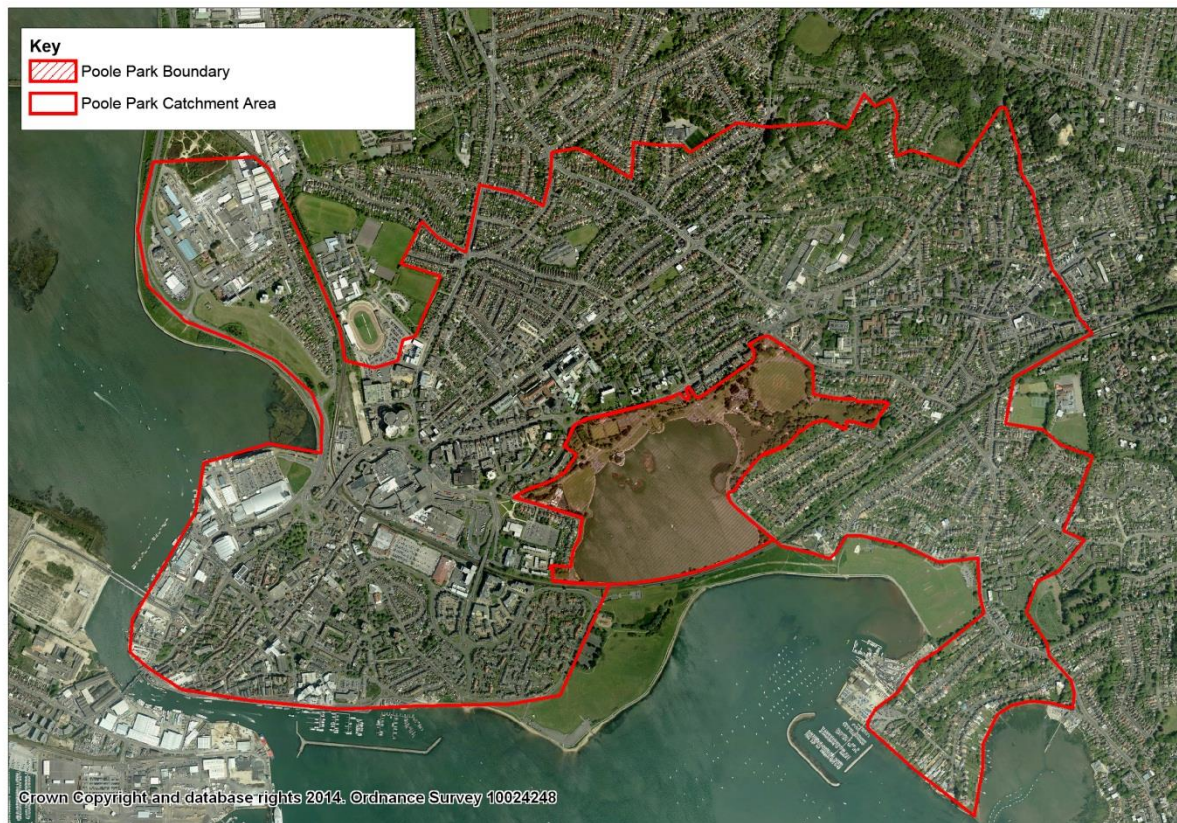 Key
Poole Park Boundary
Poole Park Catchment Area
Crown Copyright and database rights 2014. Ordnance Survey 10024248